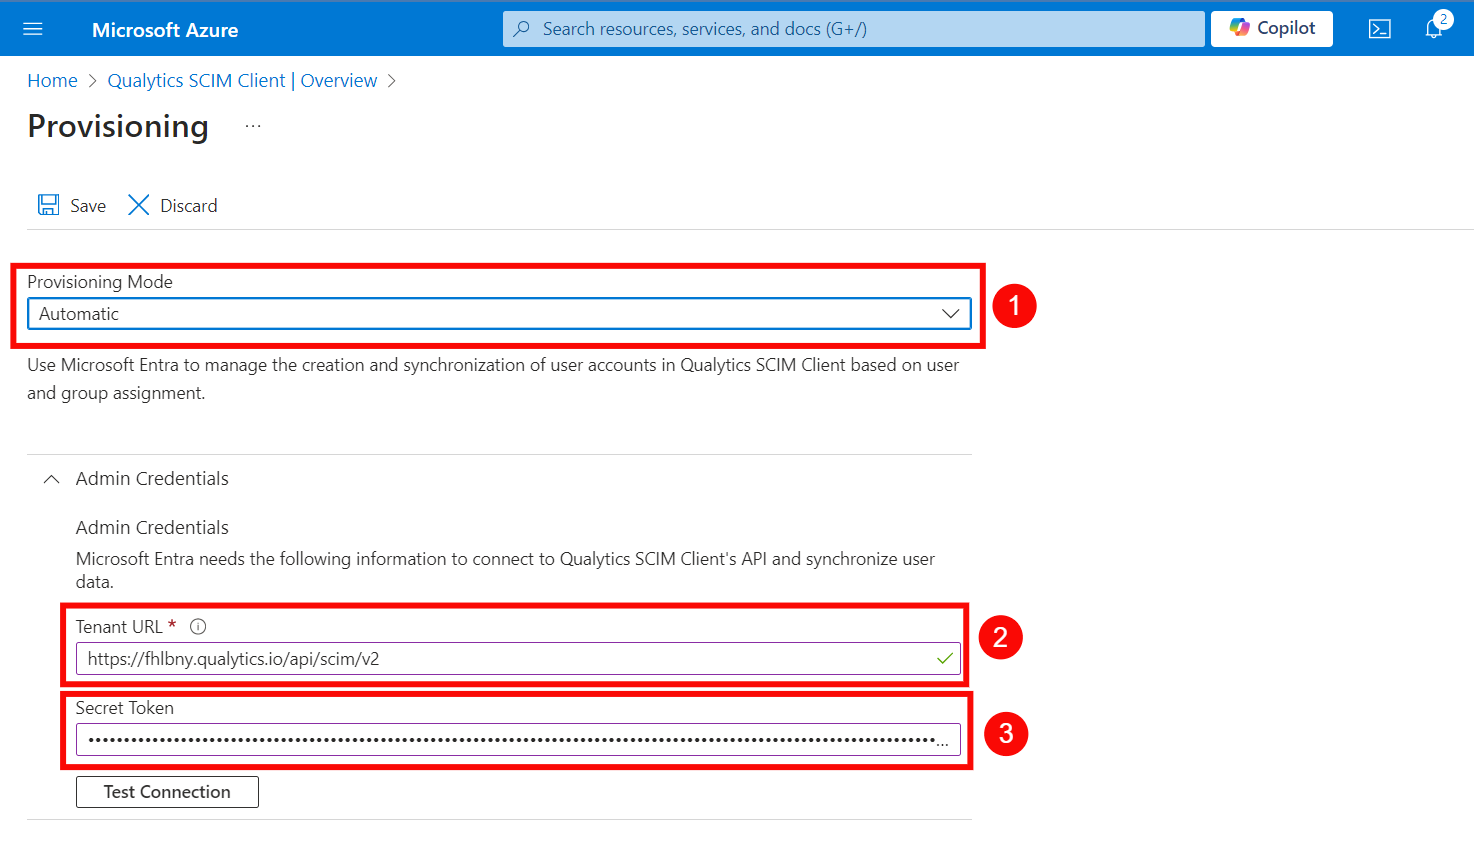 Microsoft Azure
Search resources, services, and docs (G+/)
Copilot
2
Home > Qualytics SCIM Client | Overview >
Provisioning ...
Save Discard
Provisioning Mode
Automatic
1
Use Microsoft Entra to manage the creation and synchronization of user accounts in Qualytics SCIM Client based on user
and group assignment.
Admin Credentials
Admin Credentials
Microsoft Entra needs the following information to connect to Qualytics SCIM Client's API and synchronize user
data.
Tenant URL *
2
https://fhlbny.qualytics.io/api/scim/v2
Secret Token
3
Test Connection